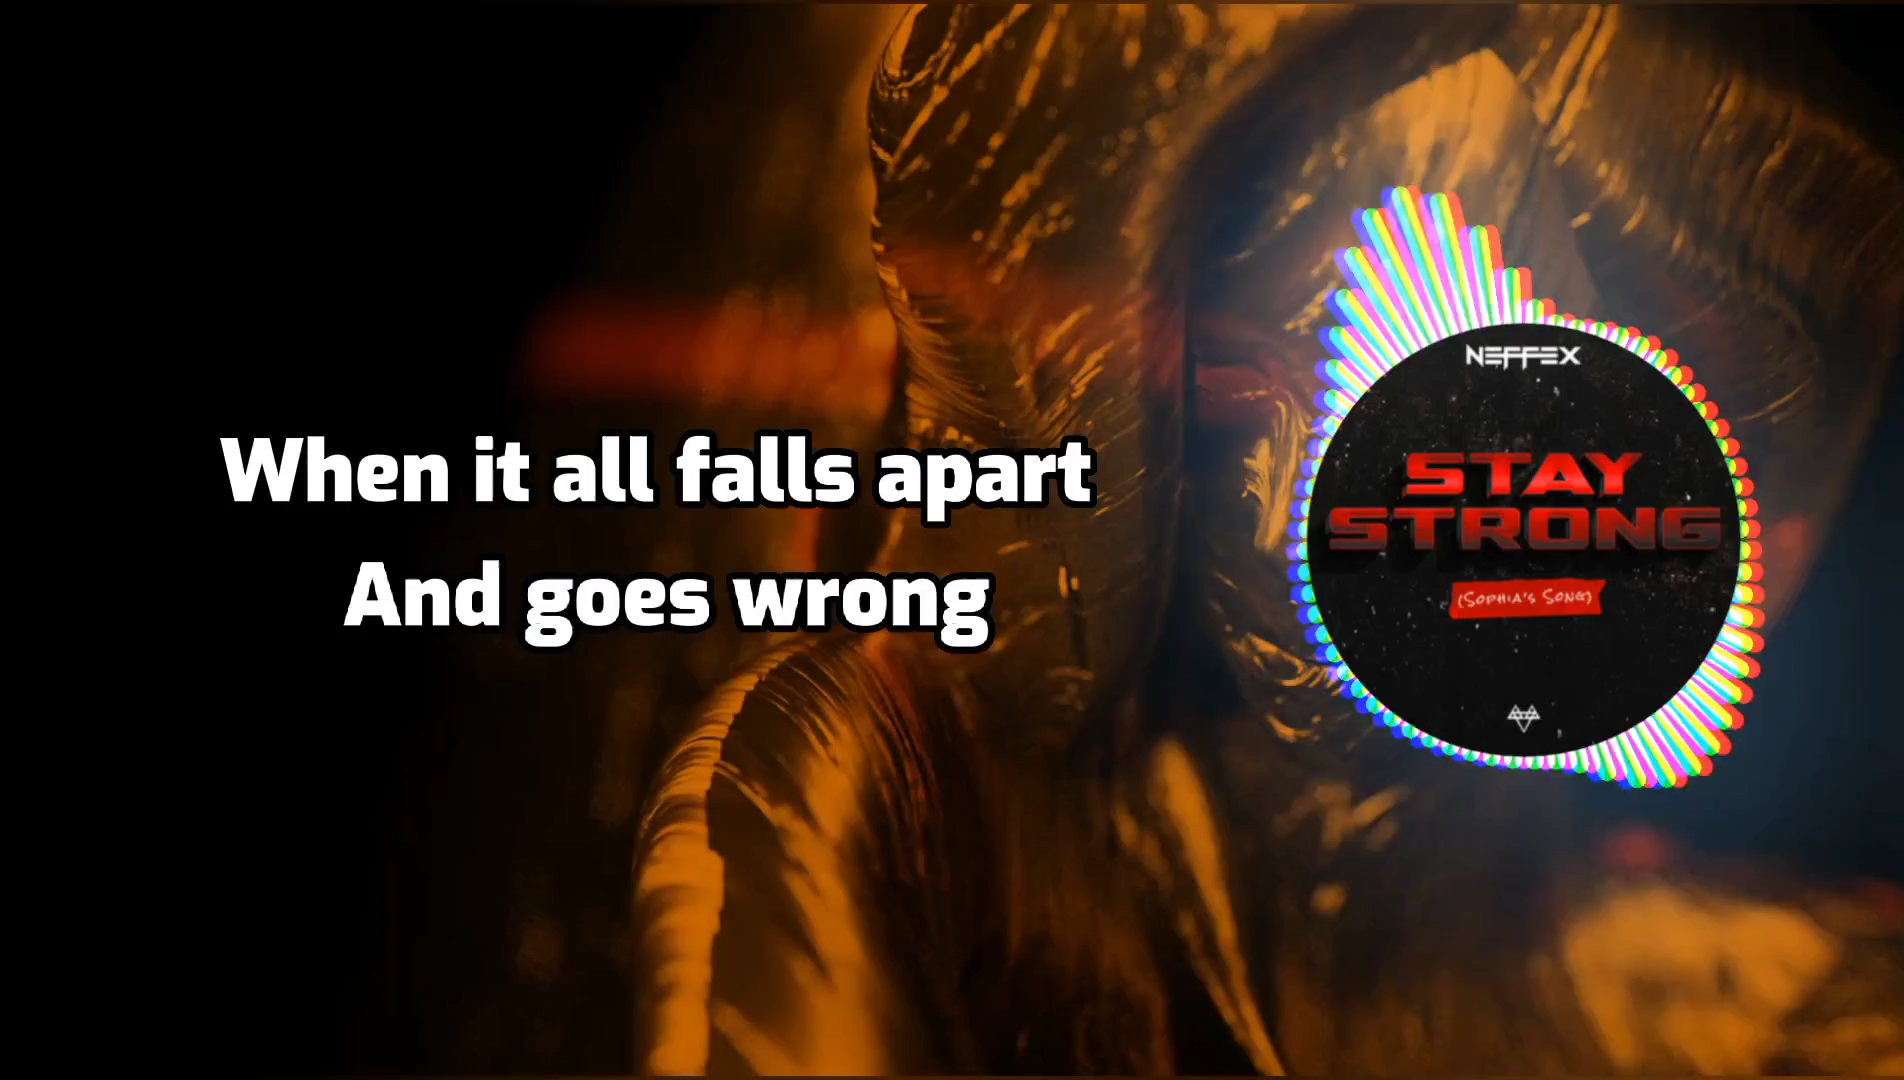 When it all falls apart
And goes wrong
NEFFEX
STAY
STRONG
(SOPHIA'S SONG)